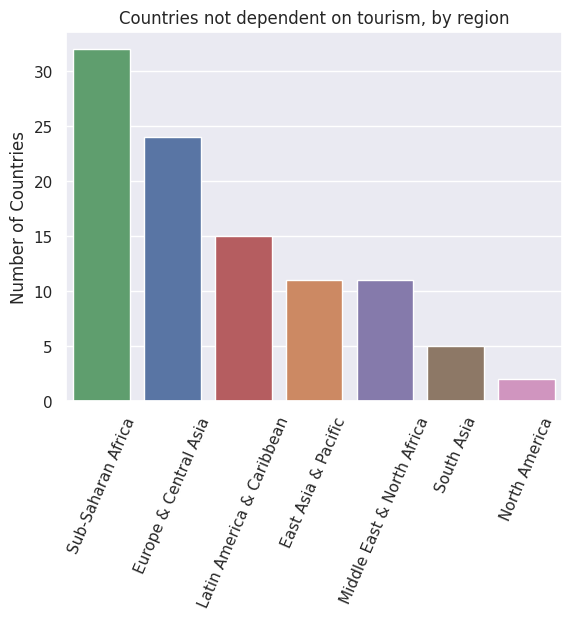 Countries not dependent on tourism, by region
Number of Countries
30
25
20
15
10
5
0
Sub-Saharan Africa
Europe & Central Asia
Latin America & Caribbean
East Asia & Pacific
Middle East & North Africa
South Asia
North America